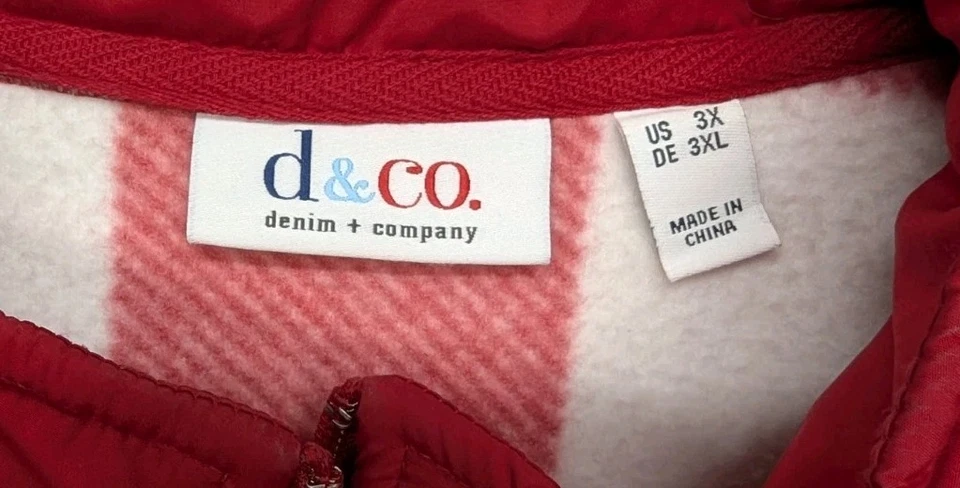 d&co.
denim + company
US 3X
DE 3XL
MADE IN
CHINA